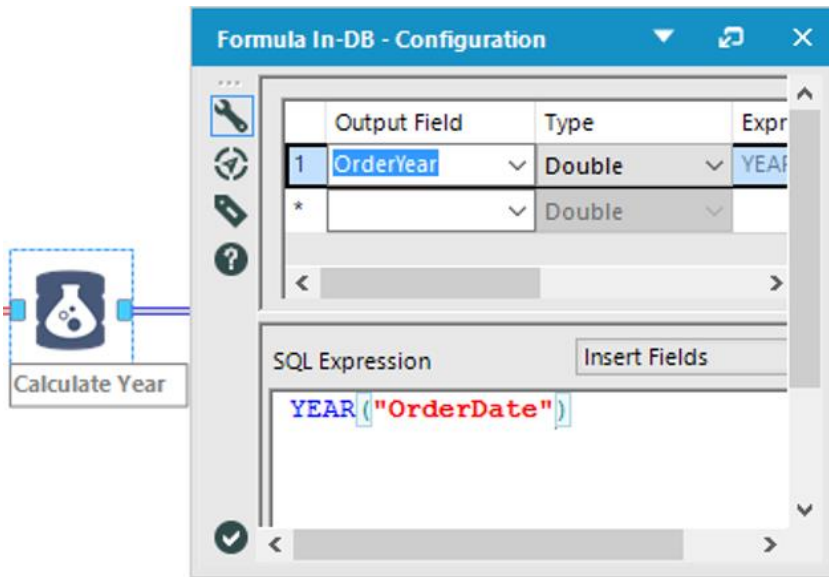 Formula In-DB - Configuration
Output Field Type Expr
1 OrderYear Double YEAR
* Double
SQL Expression Insert Fields
YEAR("OrderDate")
Calculate Year